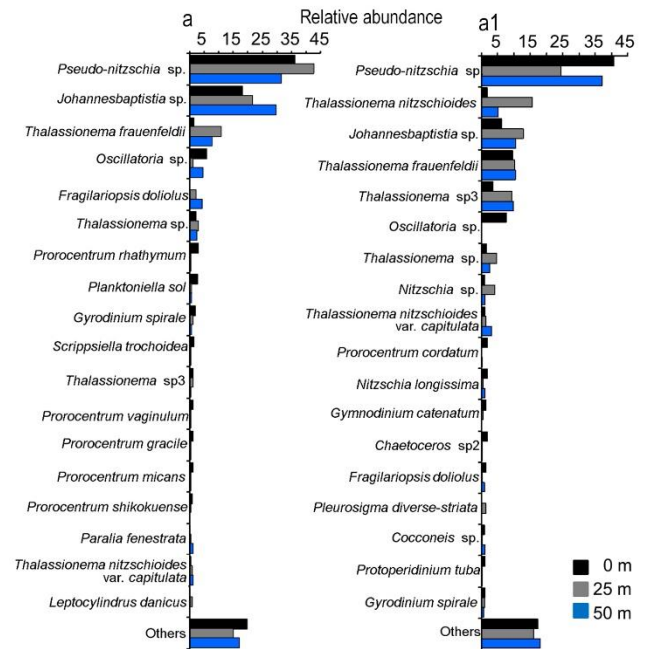 Relative abundance
a
5 15 25 35 45
Pseudo-nitzschia sp.
Johannesbaptistia sp.
Thalassionema frauenfeldii
Oscillatoria sp.
Fragilariopsis doliolus
Thalassionema sp.
Prorocentrum rhathymum
Planktoniella sol
Gyrodinium spirale
Scrippsiella trochoidea
Thalassionema sp3
Prorocentrum vaginulum
Prorocentrum gracile
Prorocentrum micans
Prorocentrum shikokuense
Paralia fenestrata
Thalassionema nitzschioides
var. capitulata
Leptocylindrus danicus
Others
a1
5 15 25 35 45
Pseudo-nitzschia sp
Thalassionema nitzschioides
Johannesbaptistia sp.
Thalassionema frauenfeldii
Thalassionema sp3
Oscillatoria sp.
Thalassionema sp.
Nitzschia sp.
Thalassionema nitzschioides
var. capitulata
Prorocentrum cordatum
Nitzschia longissima
Gymnodinium catenatum
Chaetoceros sp2
Fragilariopsis doliolus
Pleurosigma diverse-striata
Cocconeis sp.
Protoperidinium tuba
Gyrodinium spirale
Others
0 m
25 m
50 m